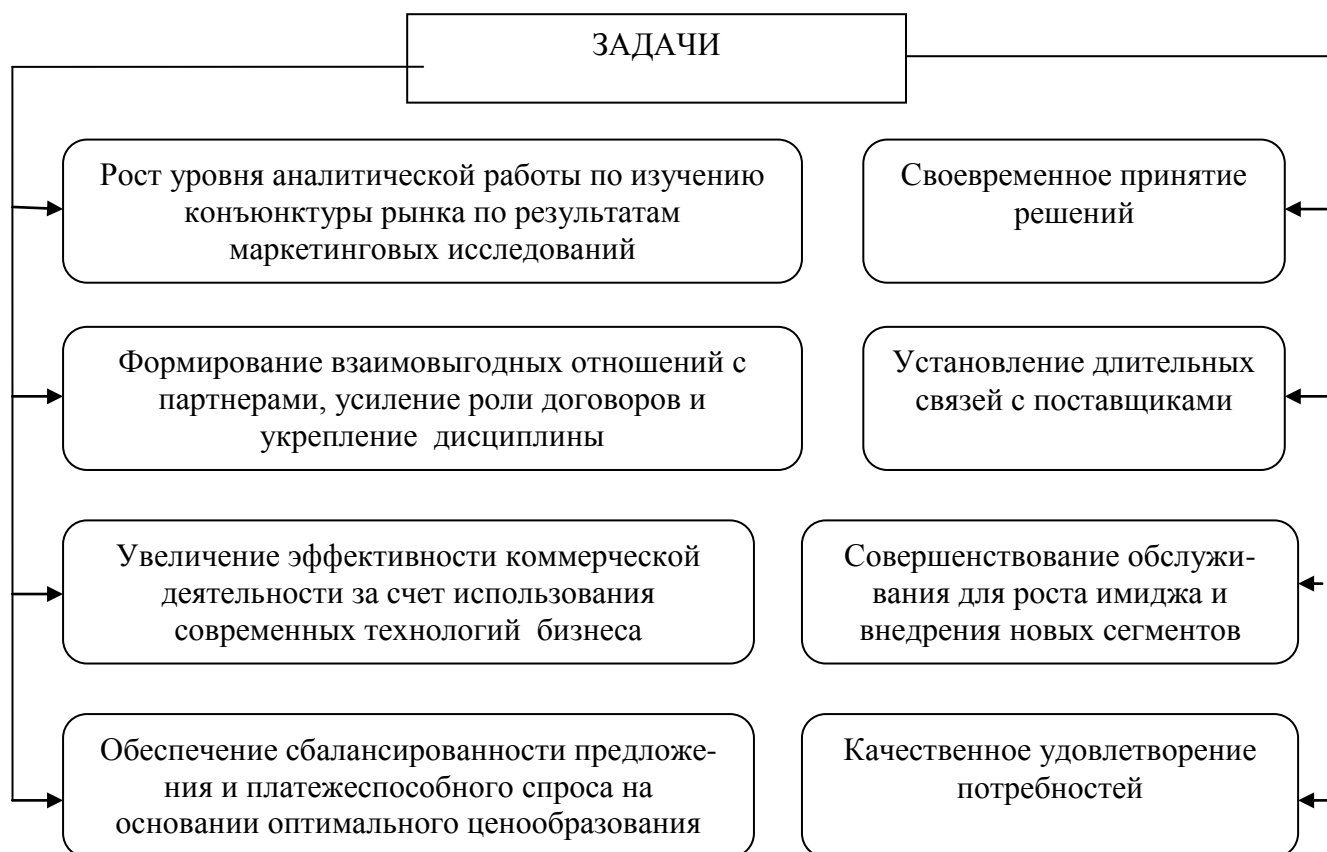 ЗАДАЧИ
Рост уровня аналитической работы по изучению
конъюнктуры рынка по результатам
маркетинговых исследований
Своевременное принятие
решений
Формирование взаимовыгодных отношений с
партнерами, усиление роли договоров и
укрепление дисциплины
Установление длительных
связей с поставщиками
Увеличение эффективности коммерческой
деятельности за счет использования
современных технологий бизнеса
Совершенствование обслужи-
вания для роста имиджа и
внедрения новых сегментов
Обеспечение сбалансированности предложе-
ния и платежеспособного спроса на
основании оптимального ценообразования
Качественное удовлетворение
потребностей